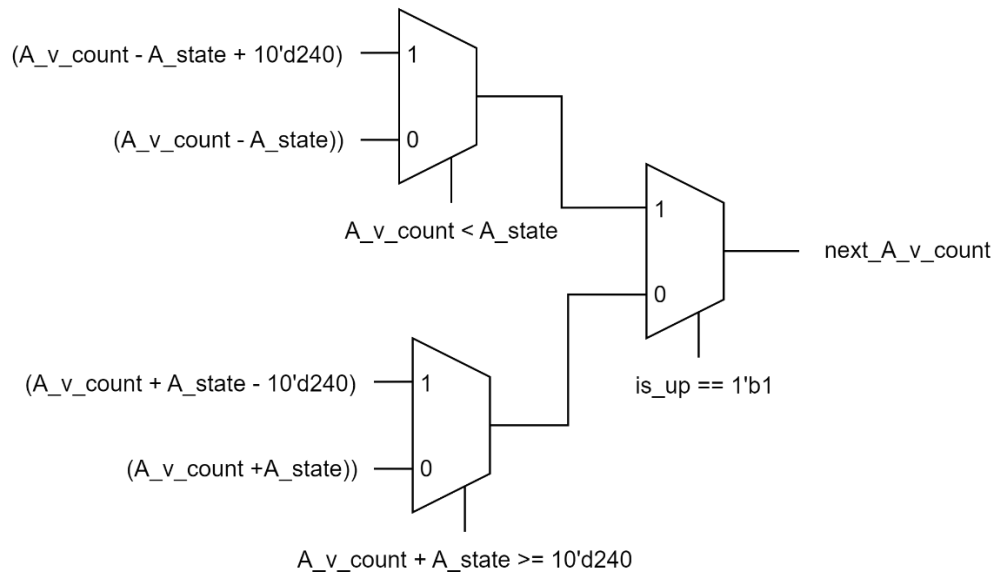 (A_v_count - A_state + 10'd240)
1
(A_v_count - A_state))
0
A_v_count < A_state
1
next_A_v_count
0
is_up == 1'b1
(A_v_count + A_state - 10'd240)
1
(A_v_count +A_state))
0
A_v_count + A_state >= 10'd240